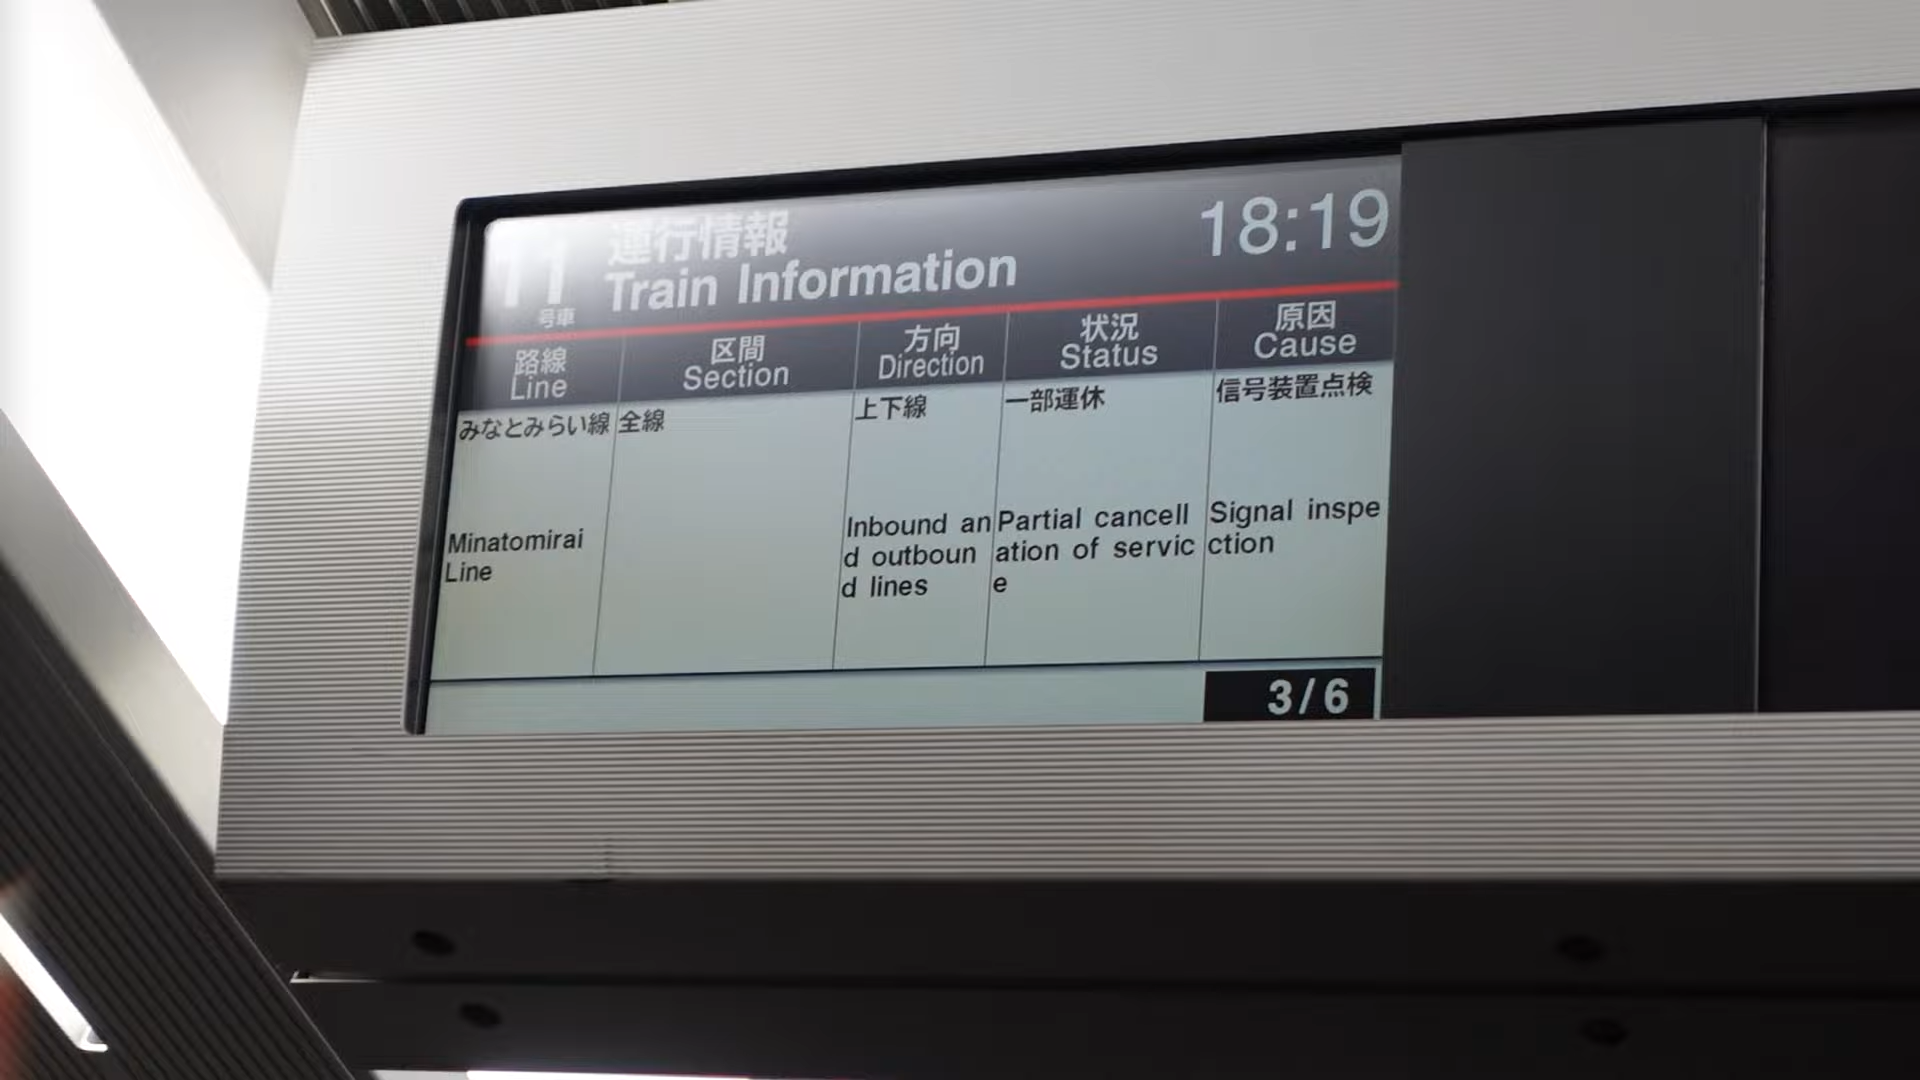 運行情報
Train Information
18:19
11
号車
路線
Line
区間
Section
方向
Direction
状況
Status
原因
Cause
みなとみらい線
全線
上下線
一部運休
信号装置点検
Minatomirai
Line
Inbound an
d outboun
d lines
Partial cancell
ation of servic
e
Signal inspe
ction
3/6